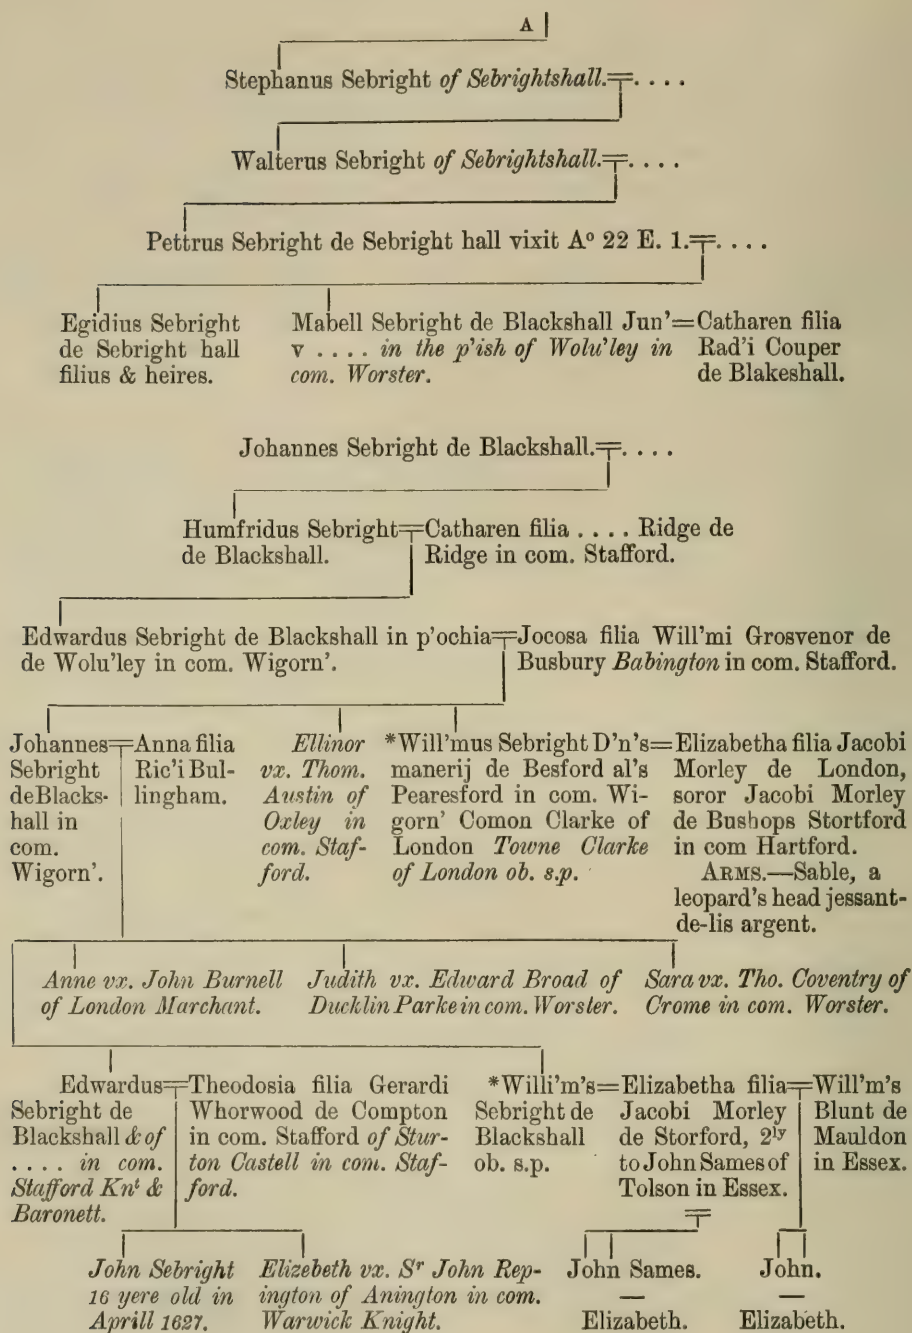 A
Stephanus Sebright of Sebrightshall.=. . . .
Walterus Sebright of Sebrightshall.=. . . .
Pettrus Sebright de Sebright hall vixit Aº 22 E. 1.=. . . .
Egidius Sebright
de Sebright hall
filius & heires.
Mabell Sebright de Blackshall Jun'=Catharen filia
v . . . . in the p'ish of Wolu'ley in
com. Worster.
Rad'i Couper
de Blakeshall.
Johannes Sebright de Blackshall.=. . . .
Humfridus Sebright=Catharen filia . . . . Ridge de
de Blackshall.
Ridge in com. Stafford.
Edwardus Sebright de Blackshall in p'ochia=Jocosa filia Will'mi Grosvenor de
de Wolu'ley in com. Wigorn'.
Busbury Babington in com. Stafford.
Johannes=Anna filia
Sebright
deBlacks-
hall in
com.
Wigorn'.
Ric'i Bul-
lingham.
Ellinor
vx. Thom.
Austin of
Oxley in
com. Staf-
ford.
*Will'mus Sebright D'n's=Elizabetha filia Jacobi
manerij de Besford al's
Pearesford in com. Wi-
gorn' Comon Clarke of
London Towne Clarke
of London ob. s.p.
Morley de London,
soror Jacobi Morley
de Bushops Stortford
in com Hartford.
ARMS.—Sable, a
leopard's head jessant-
de-lis argent.
Anne vx. John Burnell
of London Marchant.
Judith vx. Edward Broad of
Ducklin Parke in com. Worster.
Sara vx. Tho. Coventry of
Crome in com. Worster.
Edwardus=Theodosia filia Gerardi
Sebright de
Blackshall & of
. . . . in com.
Stafford Knt &
Baronett.
Whorwood de Compton
in com. Stafford of Stur-
ton Castell in com. Staf-
ford.
*Willi'm's=Elizabetha filia=Will'm's
Sebright de
Blackshall
ob. s.p.
Jacobi Morley
de Storford, 2ly
to John Sames of
Tolson in Essex.
Blunt de
Mauldon
in Essex.
John Sebright
16 yere old in
Aprill 1627.
Elizebeth vx. Sr John Rep-
ington of Anington in com.
Warwick Knight.
John Sames.
—
Elizabeth.
John.
—
Elizabeth.